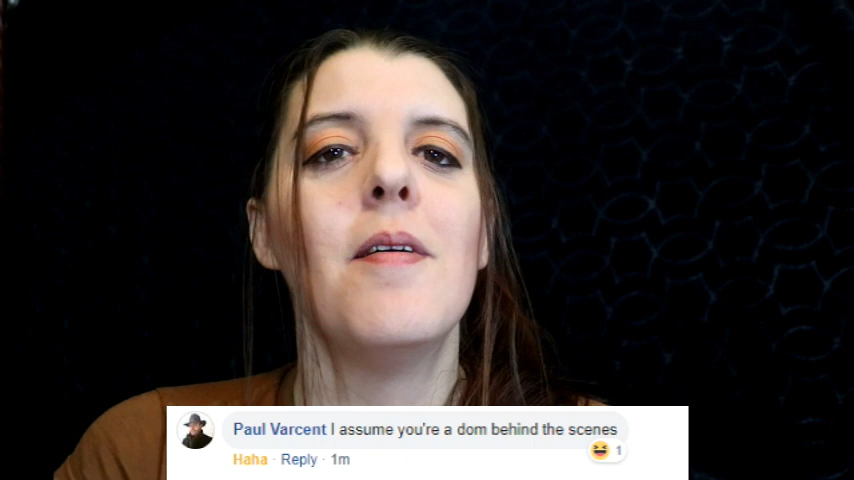 Paul Varcent I assume you're a dom behind the scenes
1
Haha · Reply · 1m